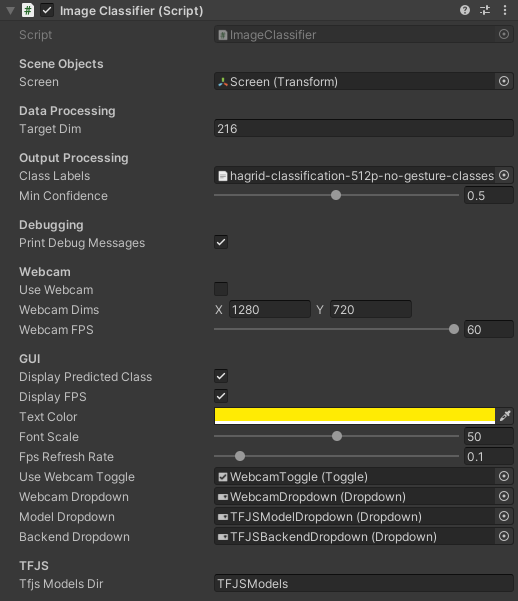 Image Classifier (Script)
Script ImageClassifier
Scene Objects
Screen Screen (Transform)
Data Processing
Target Dim 216
Output Processing
Class Labels hagrid-classification-512p-no-gesture-classes
Min Confidence 0.5
Debugging
Print Debug Messages
Webcam
Use Webcam
Webcam Dims X 1280 Y 720
Webcam FPS 60
GUI
Display Predicted Class
Display FPS
Text Color
Font Scale 50
Fps Refresh Rate 0.1
Use Webcam Toggle WebcamToggle (Toggle)
Webcam Dropdown WebcamDropdown (Dropdown)
Model Dropdown TFJSModelDropdown (Dropdown)
Backend Dropdown TFJSBackendDropdown (Dropdown)
TFJS
Tfjs Models Dir TFJSModels